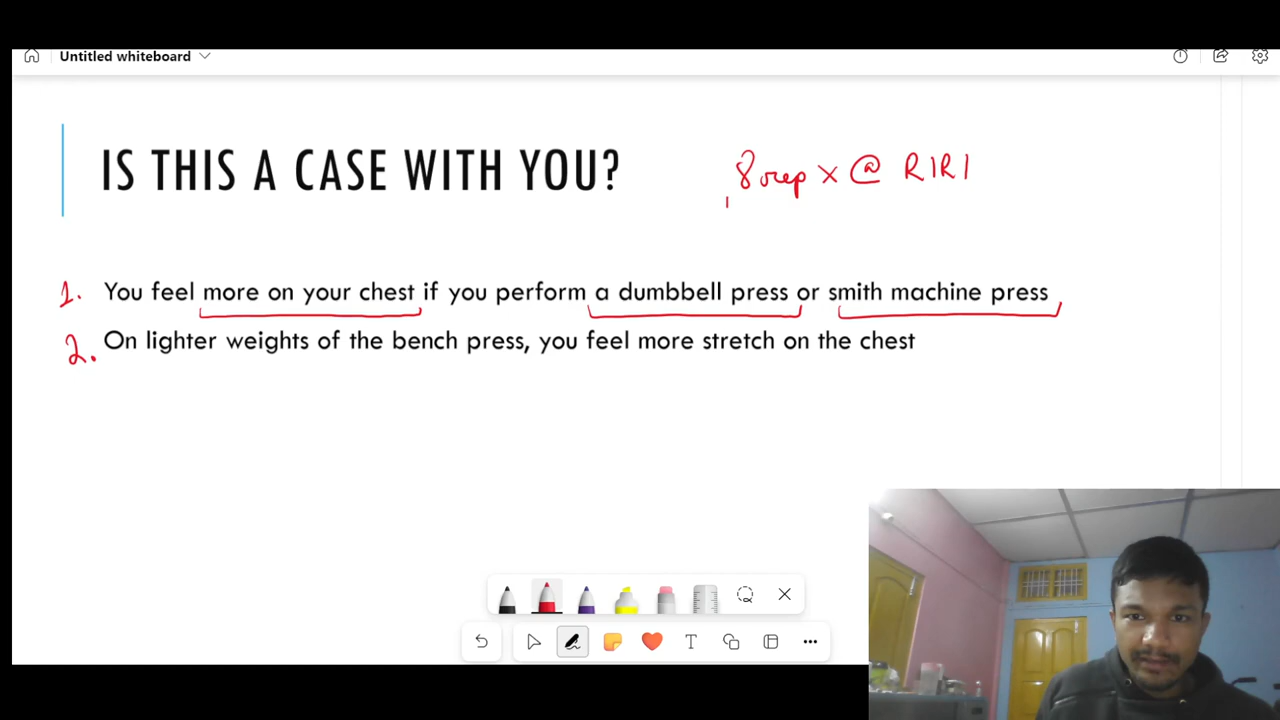 Untitled whiteboard
IS THIS A CASE WITH YOU?
8 rep x @ RIR1
1. You feel more on your chest if you perform a dumbbell press or smith machine press
2. On lighter weights of the bench press, you feel more stretch on the chest
T